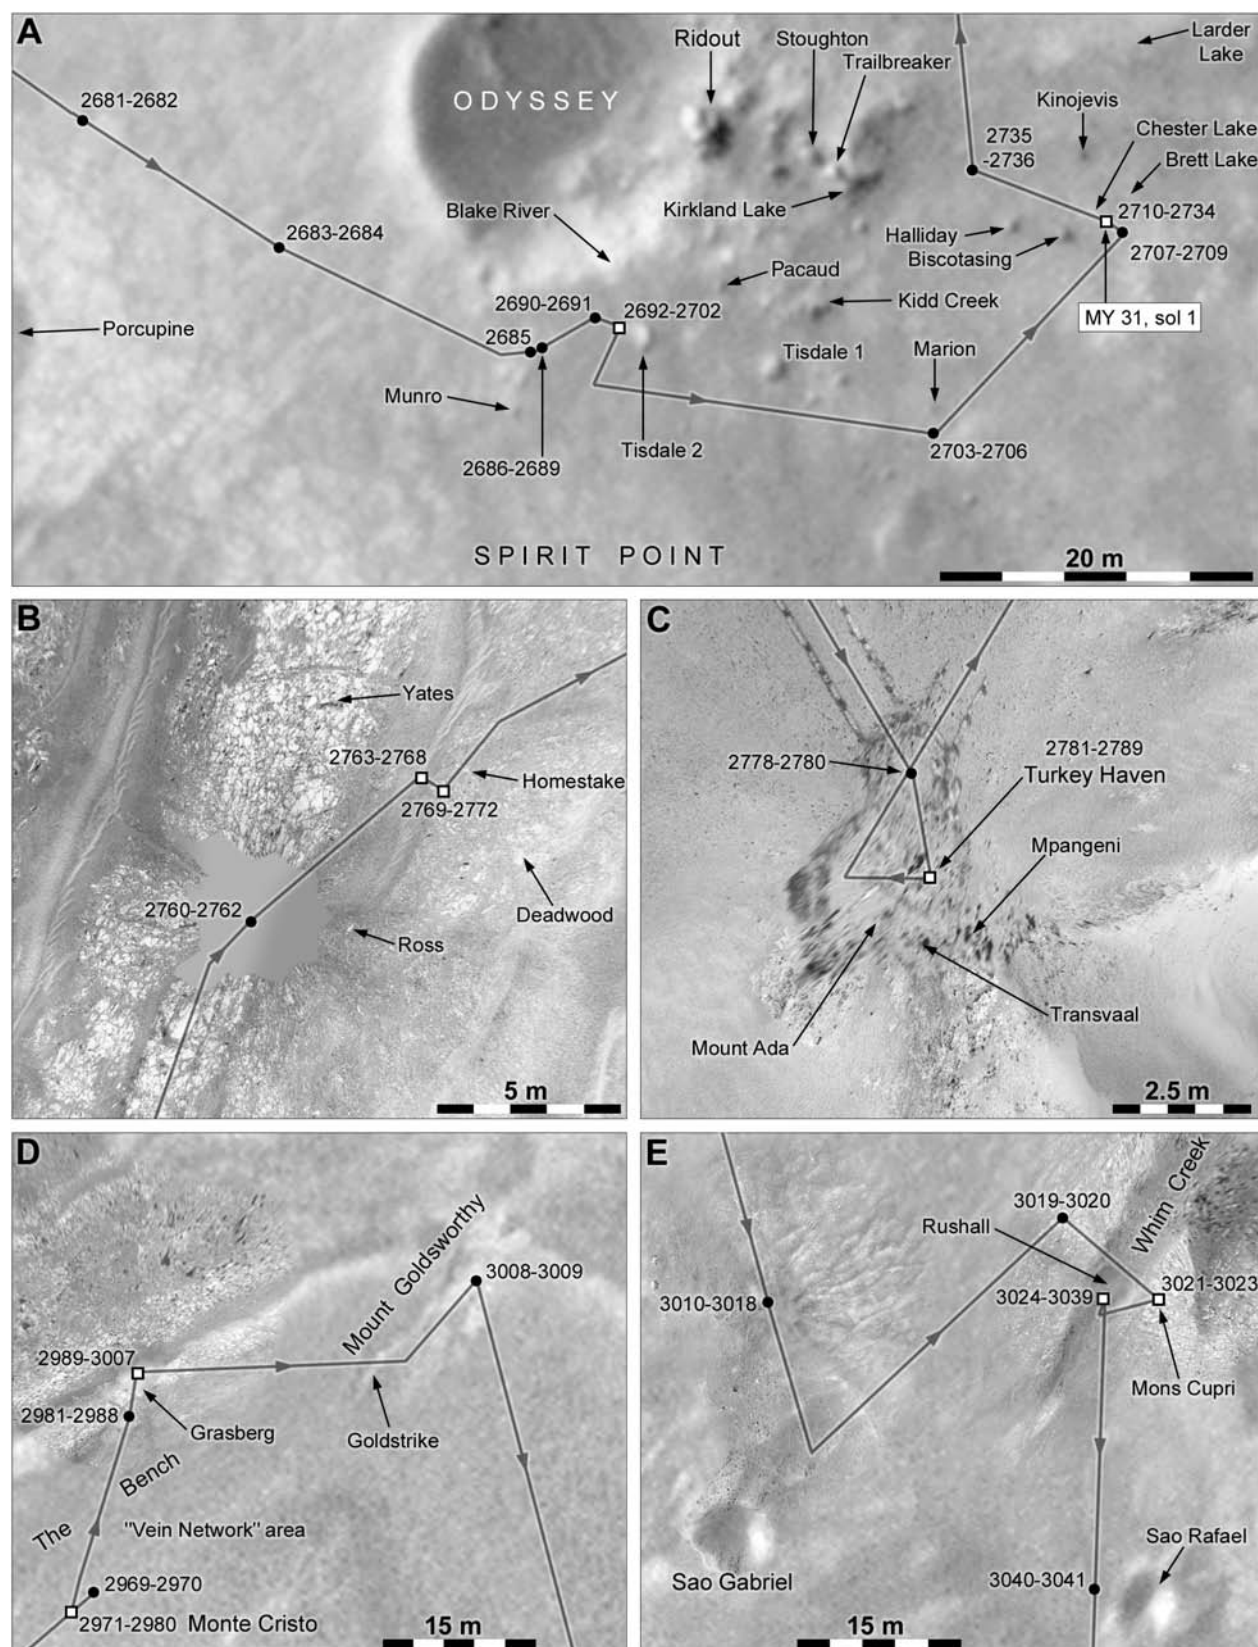 A
2681-2682
ODYSSEY
Ridout
Stoughton
Trailbreaker
Larder
Lake
Kinojevis
2735
-2736
Chester Lake
Brett Lake
2683-2684
Blake River
Kirkland Lake
2710-2734
2707-2709
Halliday
Biscotasing
Pacaud
Porcupine
2690-2691
2692-2702
Kidd Creek
MY 31, sol 1
2685
Tisdale 1
Marion
Munro
2686-2689
Tisdale 2
2703-2706
SPIRIT POINT
20 m
B
Yates
2763-2768
Homestake
2769-2772
2760-2762
Deadwood
Ross
5 m
C
2778-2780
2781-2789
Turkey Haven
Mpangeni
Transvaal
Mount Ada
2.5 m
D
Mount Goldsworthy
3008-3009
2989-3007
2981-2988
Grasberg
Goldstrike
The Bench
"Vein Network" area
2969-2970
2971-2980
Monte Cristo
15 m
E
3019-3020
Whim Creek
Rushall
3010-3018
3024-3039
3021-3023
Mons Cupri
Sao Rafael
Sao Gabriel
3040-3041
15 m